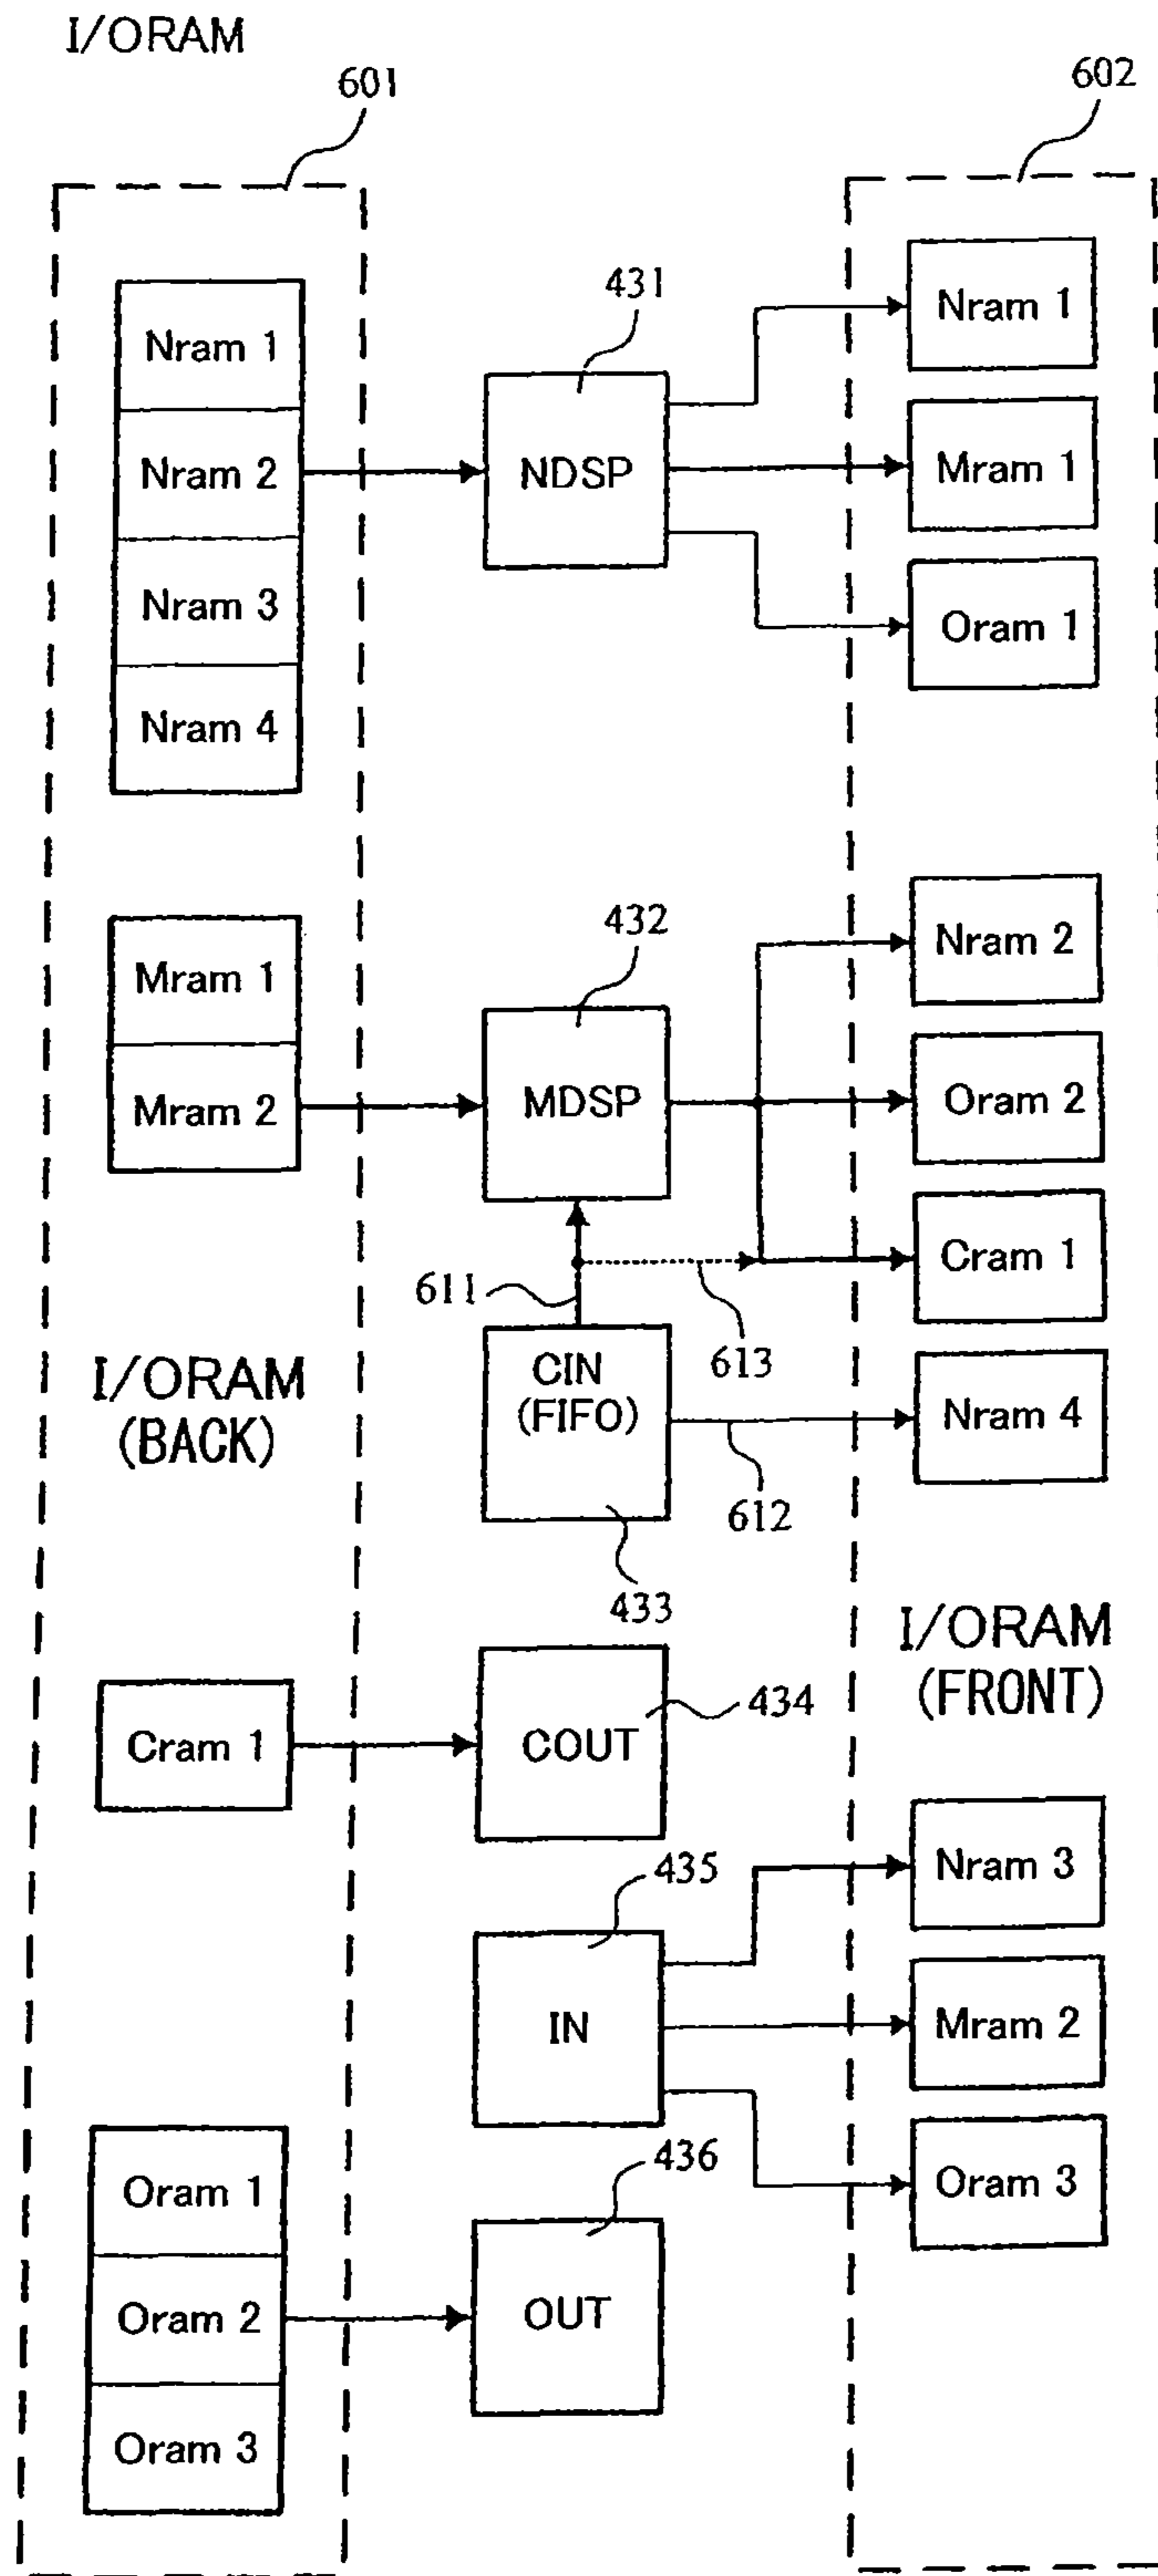 I/ORAM
601
602
Nram 1
Nram 2
Nram 3
Nram 4
431
NDSP
Nram 1
Mram 1
Oram 1
Mram 1
Mram 2
432
MDSP
Nram 2
Oram 2
Cram 1
611
613
CIN
(FIFO)
Nram 4
612
433
I/ORAM
(BACK)
I/ORAM
(FRONT)
Cram 1
COUT
434
435
IN
Nram 3
Mram 2
Oram 3
Oram 1
Oram 2
Oram 3
436
OUT